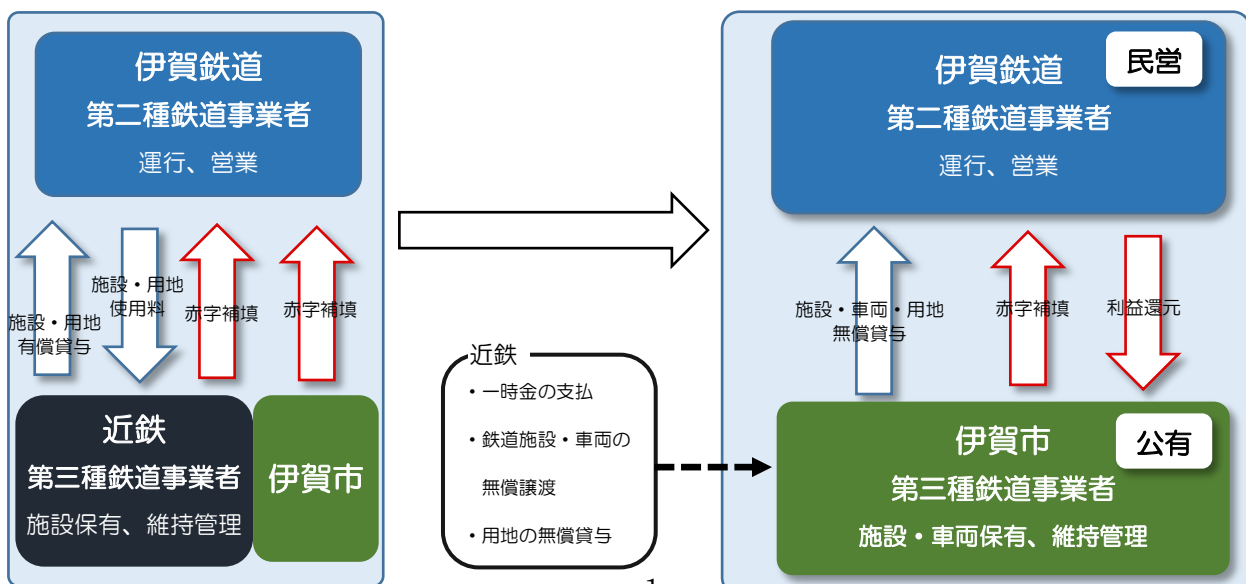 伊賀鉄道
第二種鉄道事業者
運行、営業
施設・用地
有償貸与
施設・用地
使用料
赤字補填
赤字補填
近鉄
第三種鉄道事業者
施設保有、維持管理
伊賀市
近鉄
・一時金の支払
・鉄道施設・車両の
無償譲渡
・用地の無償貸与
伊賀鉄道
民営
第二種鉄道事業者
運行、営業
施設・車両・用地
無償貸与
赤字補填
利益還元
伊賀市
公有
第三種鉄道事業者
施設・車両保有、維持管理
1